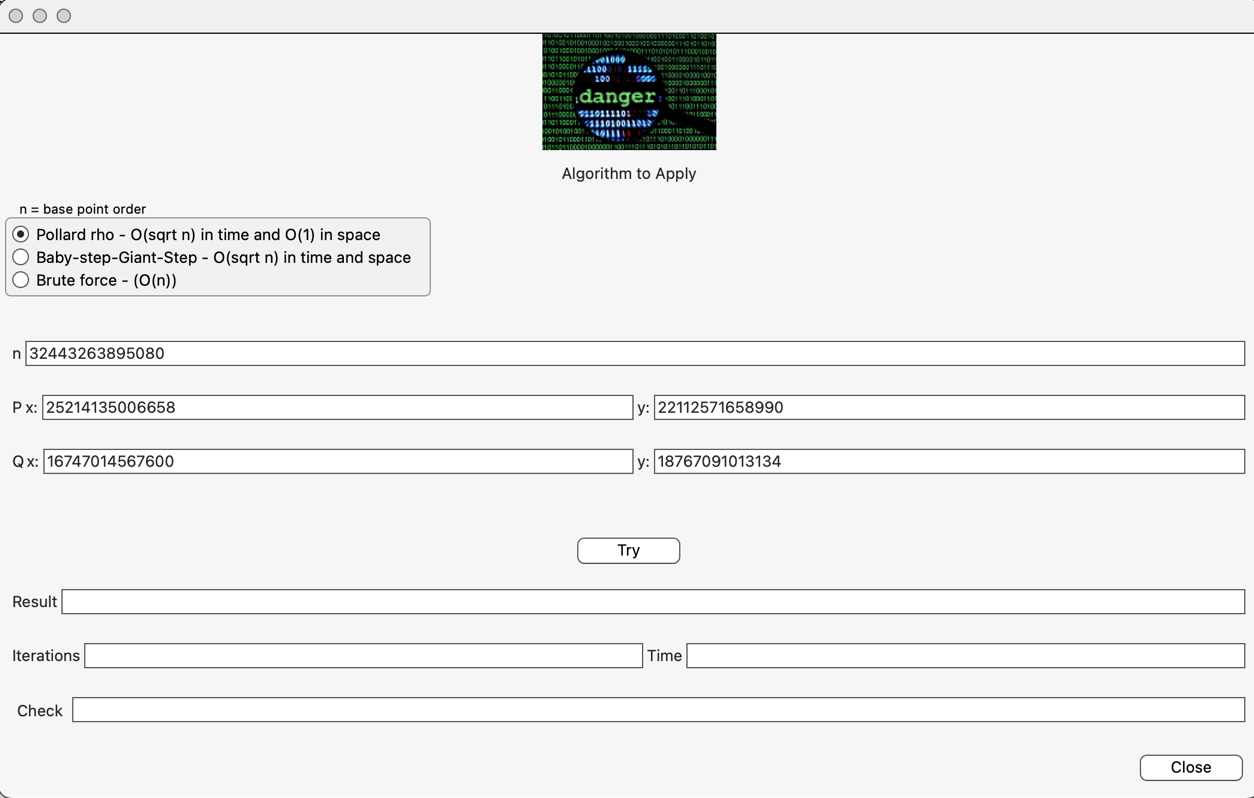 danger
Algorithm to Apply
n = base point order
Pollard rho - O(sqrt n) in time and O(1) in space
Baby-step-Giant-Step - O(sqrt n) in time and space
Brute force - (O(n))
n 32443263895080
P x: 25214135006658 y: 22112571658990
Q x: 16747014567600 y: 18767091013134
Try
Result
Iterations Time
Check
Close